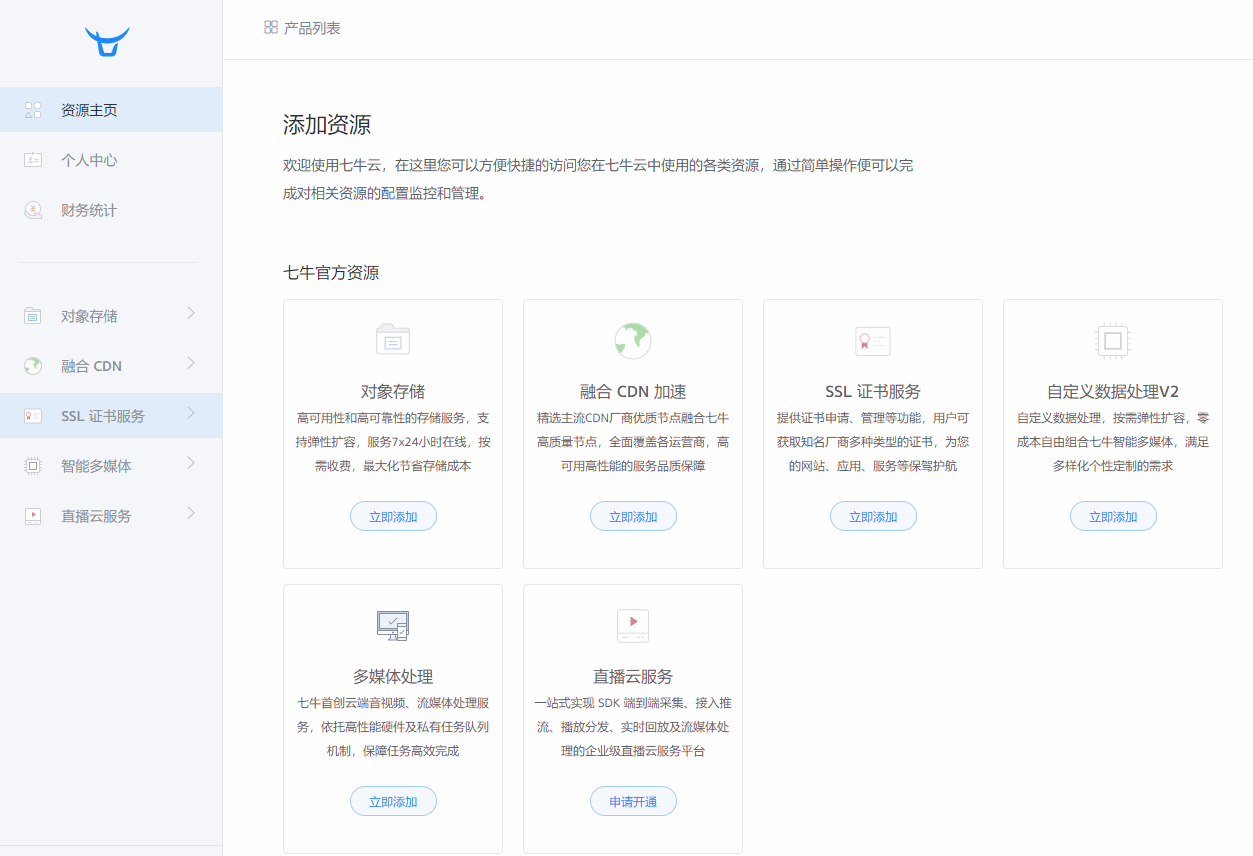 产品列表
资源主页
个人中心
财务统计
对象存储
融合 CDN
SSL 证书服务
智能多媒体
直播云服务
添加资源
欢迎使用七牛云，在这里您可以方便快捷的访问您在七牛云中使用的各类资源，通过简单操作便可以完
成对相关资源的配置监控和管理。
七牛官方资源
对象存储
高可用性和高可靠性的存储服务，支
持弹性扩容，服务7x24小时在线，按
需收费，最大化节省存储成本
立即添加
融合 CDN 加速
精选主流CDN厂商优质节点融合七牛
高质量节点，全面覆盖各运营商，高
可用高性能的服务品质保障
立即添加
SSL 证书服务
提供证书申请、管理等功能，用户可
获取知名厂商多种类型的证书，为您
的网站、应用、服务等保驾护航
立即添加
自定义数据处理V2
自定义数据处理，按需弹性扩容，零
成本自由组合七牛智能多媒体，满足
多样化个性定制的需求
立即添加
多媒体处理
七牛首创云端音视频、流媒体处理服
务，依托高性能硬件及私有任务队列
机制，保障任务高效完成
立即添加
直播云服务
一站式实现 SDK 端到端采集、接入推
流、播放分发、实时回放及流媒体处
理的企业级直播云服务平台
申请开通